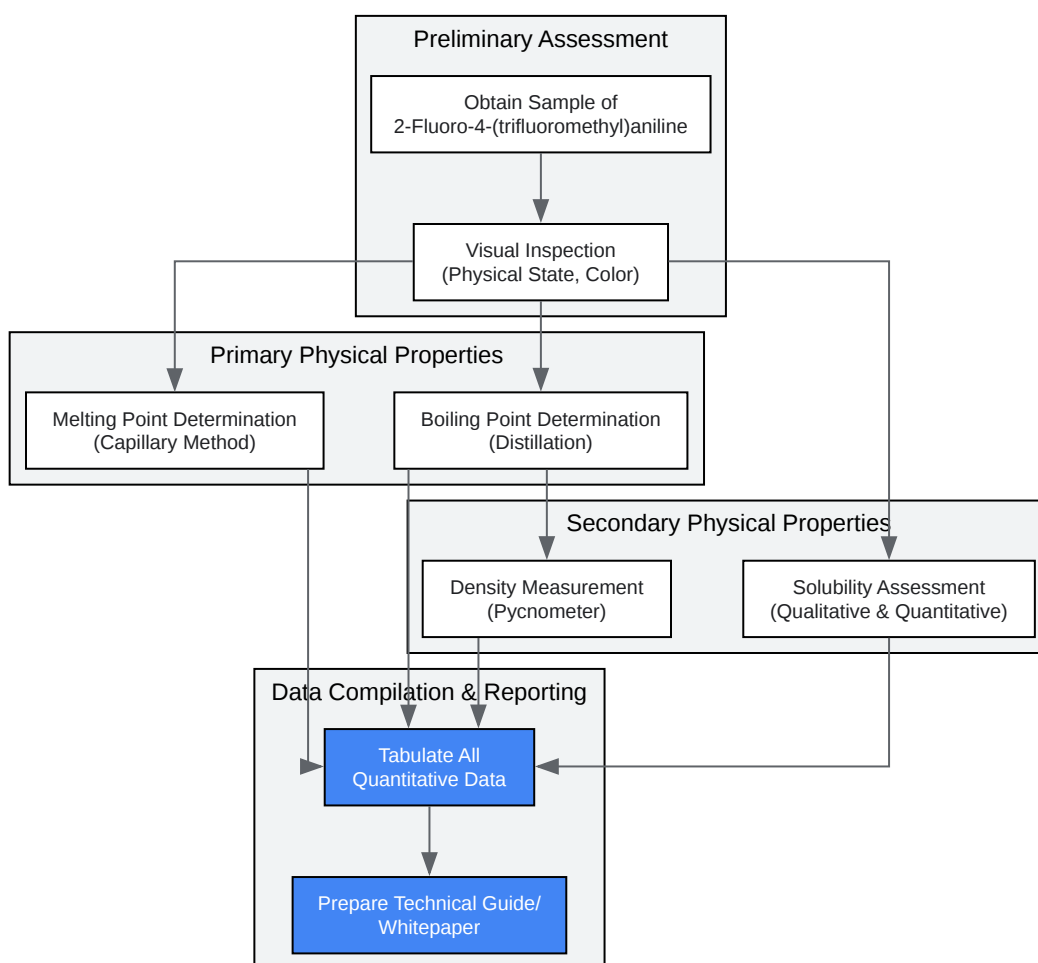 Preliminary Assessment
Obtain Sample of
2-Fluoro-4-(trifluoromethyl)aniline
Visual Inspection
(Physical State, Color)
Primary Physical Properties
Melting Point Determination
(Capillary Method)
Boiling Point Determination
(Distillation)
Secondary Physical Properties
Density Measurement
(Pycnometer)
Solubility Assessment
(Qualitative & Quantitative)
Data Compilation & Reporting
Tabulate All
Quantitative Data
Prepare Technical Guide/
Whitepaper